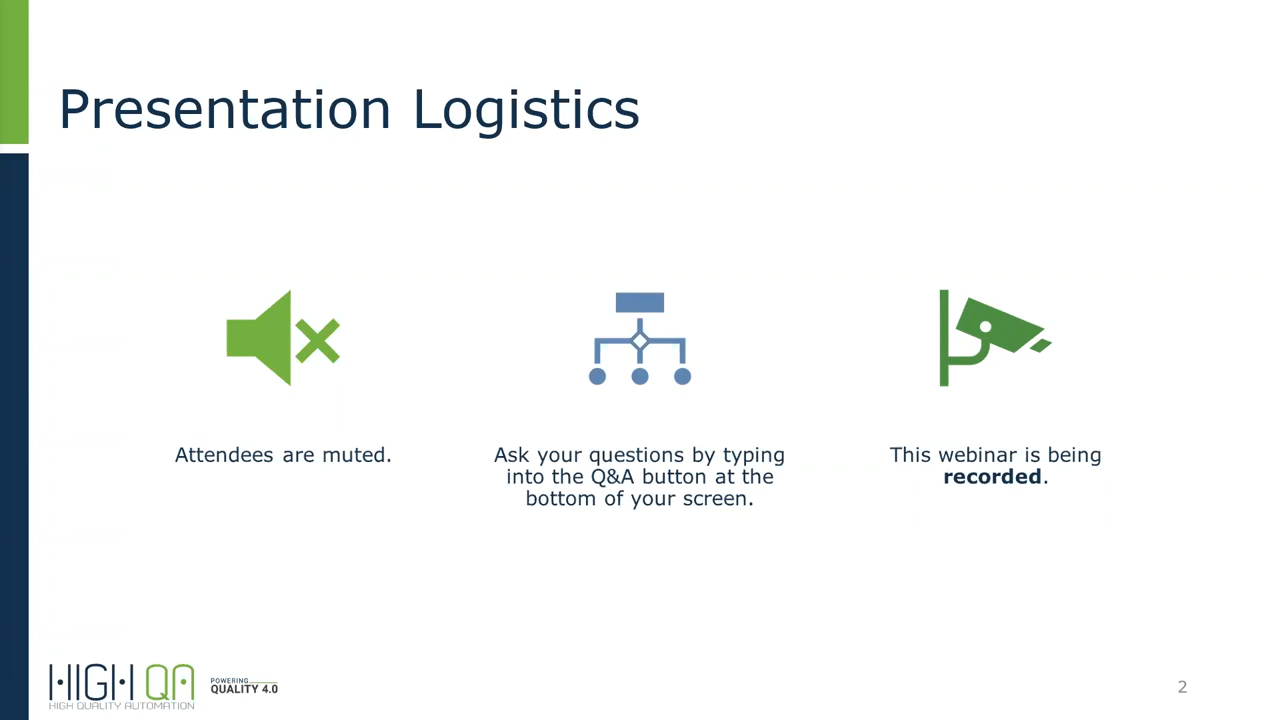 Presentation Logistics
Attendees are muted.
Ask your questions by typing
into the Q&A button at the
bottom of your screen.
This webinar is being
recorded.
HIGH QA
HIGH QUALITY AUTOMATION
POWERING
QUALITY 4.0
2